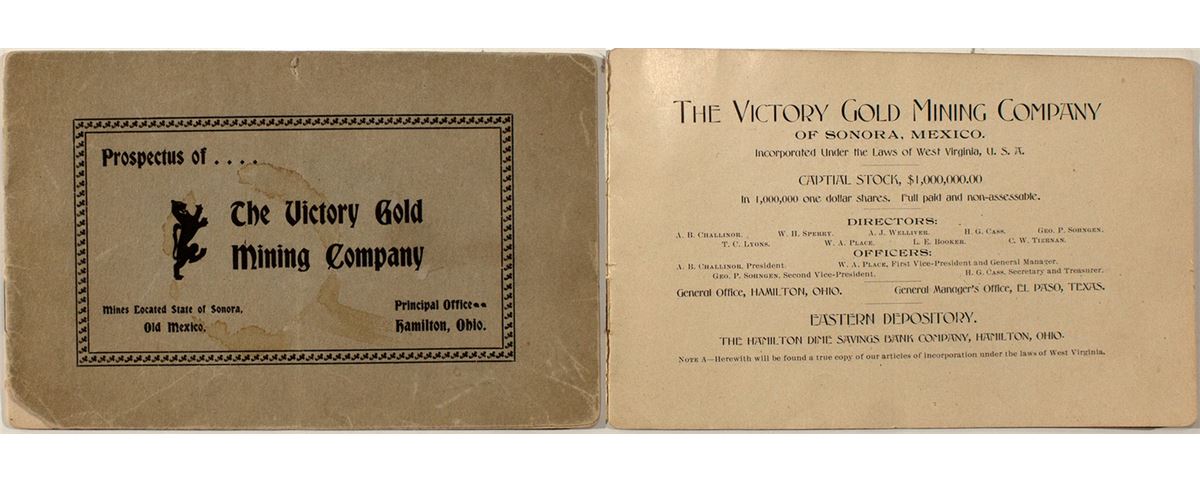 Prospectus of . . . .
The Victory Gold
Mining Company
Mines Located State of Sonora,
Old Mexico.
Principal Office--
Hamilton, Ohio.
THE VICTORY GOLD MINING COMPANY
OF SONORA, MEXICO.
Incorporated Under the Laws of West Virginia, U. S. A.
CAPTIAL STOCK, $1,000,000.00
In 1,000,000 one dollar shares. Full paid and non-assessable.
DIRECTORS:
A. B. CHALLINOR. W. H. SPERRY. A. J. WELLIVER. H. G. CASS. GEO. P. SOHNGEN.
T. C. LYONS. W. A. PLACE. L. E. BOOKER. C. W. TIERNAN.
OFFICERS:
A. B. CHALLINOR, President. W. A. PLACE, First Vice-President and General Manager.
GEO. P. SOHNGEN, Second Vice-President. H. G. CASS, Secretary and Treasurer.
General Office, HAMILTON, OHIO. General Manager's Office, EL PASO, TEXAS.
EASTERN DEPOSITORY.
THE HAMILTON DIME SAVINGS BANK COMPANY, HAMILTON, OHIO.
NOTE A—Herewith will be found a true copy of our articles of incorporation under the laws of West Virginia.